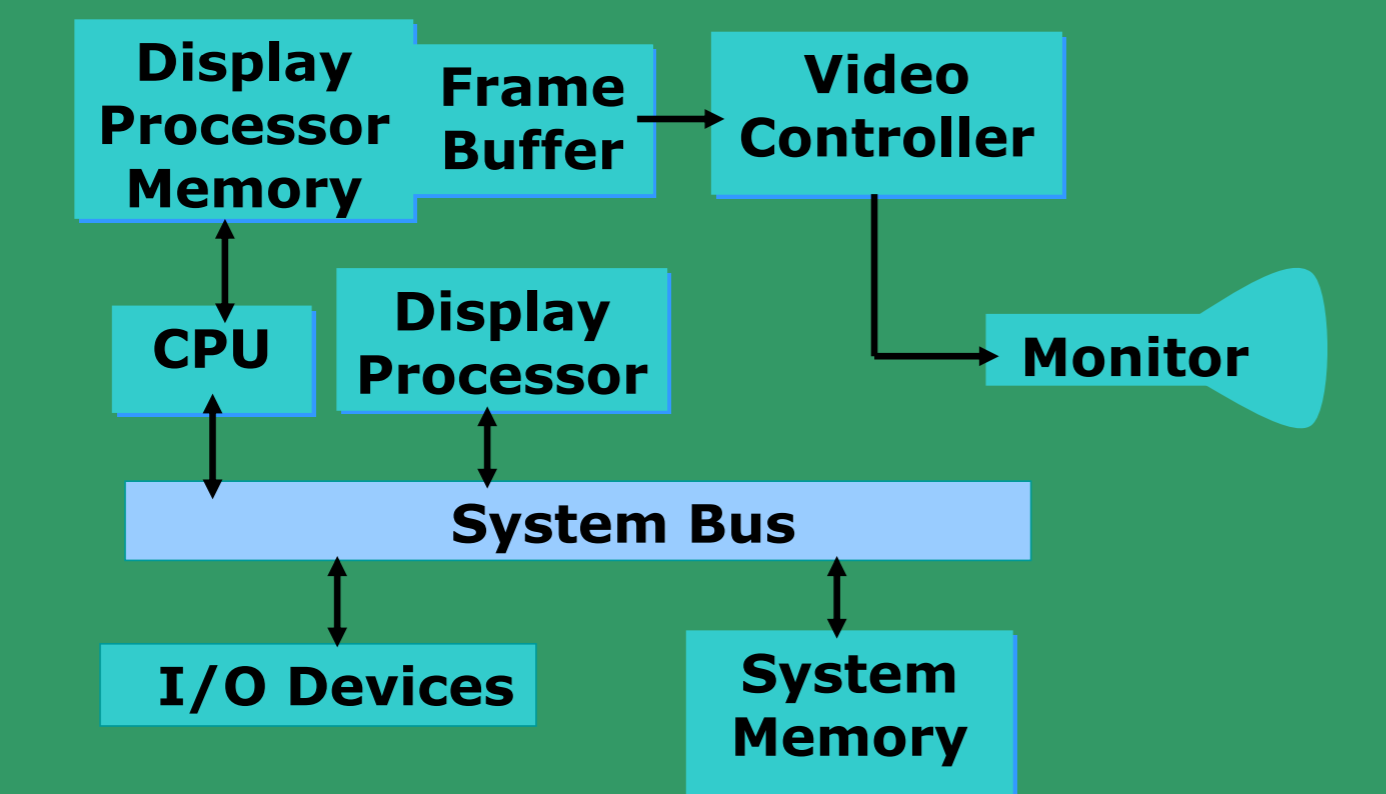 Display
Processor
Memory
Frame
Buffer
Video
Controller
CPU
Display
Processor
Monitor
System Bus
I/O Devices
System
Memory